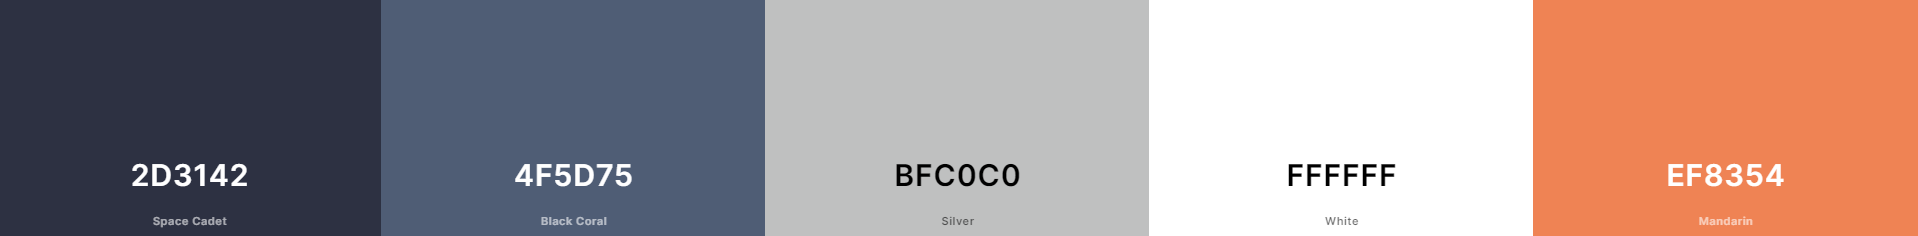 2D3142
4F5D75
BFC0C0
FFFFFF
EF8354
Space Cadet
Black Coral
Silver
White
Mandarin